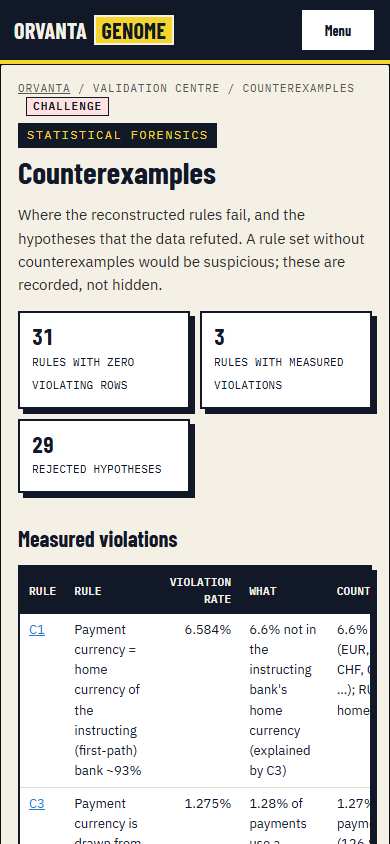 ORVANTA GENOME
Menu
ORVANTA / VALIDATION CENTRE / COUNTEREXAMPLES
CHALLENGE
STATISTICAL FORENSICS
Counterexamples
Where the reconstructed rules fail, and the
hypotheses that the data refuted. A rule set without
counterexamples would be suspicious; these are
recorded, not hidden.
31
RULES WITH ZERO
VIOLATING ROWS
3
RULES WITH MEASURED
VIOLATIONS
29
REJECTED HYPOTHESES
Measured violations
RULE RULE VIOLATION RATE WHAT COUNT
C1
Payment
currency =
home
currency of
the
instructing
(first-path)
bank ~93%
6.584%
6.6% not in
the
instructing
bank's
home
currency
(explained
by C3)
6.6%
(EUR,
CHF,
…); RU
home
C3
Payment
currency is
drawn from
1.275%
1.28% of
payments
use a
1.27%
paym
(126